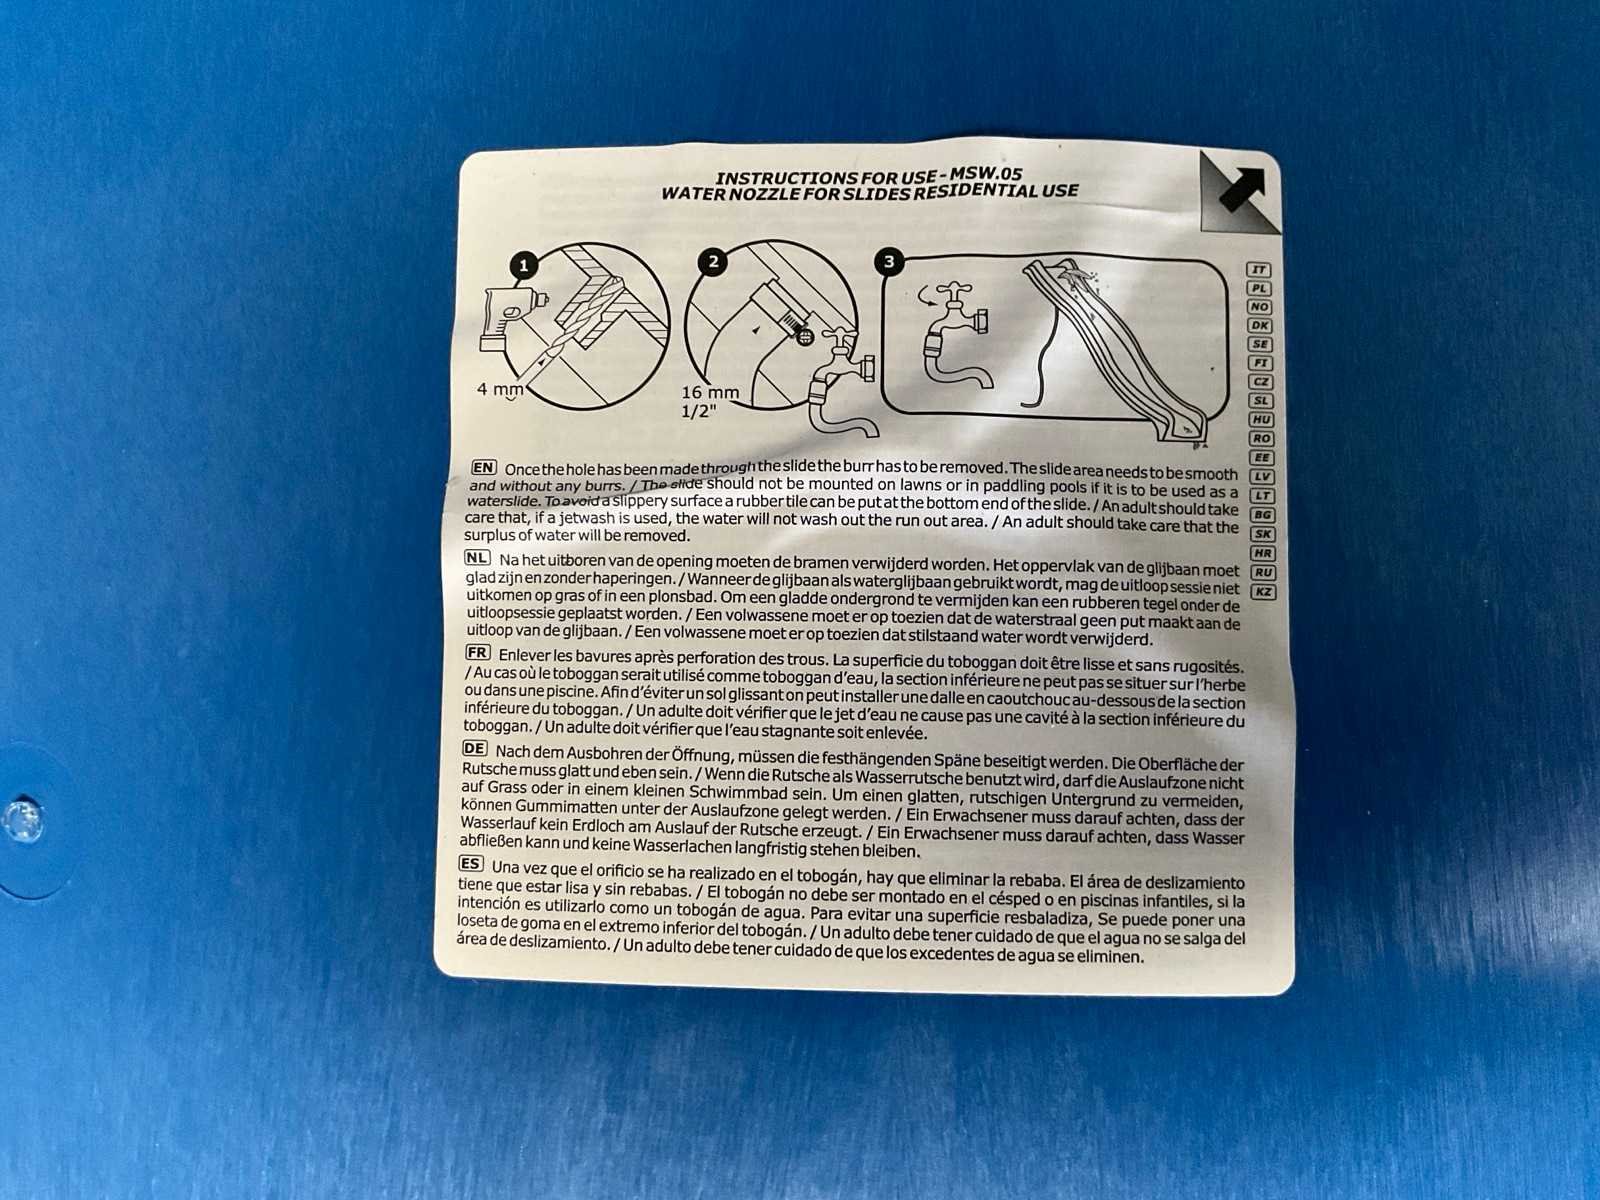 INSTRUCTIONS FOR USE - MSW.05
WATER NOZZLE FOR SLIDES RESIDENTIAL USE
1
2
3
4 mm
16 mm
1/2"
IT
PL
NO
DK
SE
FI
CZ
SL
HU
RO
EE
LV
LT
BG
SK
HR
RU
KZ
EN Once the hole has been made through the slide the burr has to be removed. The slide area needs to be smooth
and without any burrs. / The slide should not be mounted on lawns or in paddling pools if it is to be used as a
waterslide. To avoid a slippery surface a rubber tile can be put at the bottom end of the slide. / An adult should take
care that, if a jetwash is used, the water will not wash out the run out area. / An adult should take care that the
surplus of water will be removed.
NL Na het uitboren van de opening moeten de bramen verwijderd worden. Het oppervlak van de glijbaan moet
glad zijn en zonder haperingen. / Wanneer de glijbaan als waterglijbaan gebruikt wordt, mag de uitloop sessie niet
uitkomen op gras of in een plonsbad. Om een gladde ondergrond te vermijden kan een rubberen tegel onder de
uitloopsessie geplaatst worden. / Een volwassene moet er op toezien dat de waterstraal geen put maakt aan de
uitloop van de glijbaan. / Een volwassene moet er op toezien dat stilstaand water wordt verwijderd.
FR Enlever les bavures après perforation des trous. La superficie du toboggan doit être lisse et sans rugosités.
/ Au cas où le toboggan serait utilisé comme toboggan d'eau, la section inférieure ne peut pas se situer sur l'herbe
ou dans une piscine. Afin d'éviter un sol glissant on peut installer une dalle en caoutchouc au-dessous de la section
inférieure du toboggan. / Un adulte doit vérifier que le jet d'eau ne cause pas une cavité à la section inférieure du
toboggan. / Un adulte doit vérifier que l'eau stagnante soit enlevée.
DE Nach dem Ausbohren der Öffnung, müssen die festhängenden Späne beseitigt werden. Die Oberfläche der
Rutsche muss glatt und eben sein. / Wenn die Rutsche als Wasserrutsche benutzt wird, darf die Auslaufzone nicht
auf Grass oder in einem kleinen Schwimmbad sein. Um einen glatten, rutschigen Untergrund zu vermeiden,
können Gummimatten unter der Auslaufzone gelegt werden. / Ein Erwachsener muss darauf achten, dass der
Wasserlauf kein Erdloch am Auslauf der Rutsche erzeugt. / Ein Erwachsener muss darauf achten, dass Wasser
abfließen kann und keine Wasserlachen langfristig stehen bleiben.
ES Una vez que el orificio se ha realizado en el tobogán, hay que eliminar la rebaba. El área de deslizamiento
tiene que estar lisa y sin rebabas. / El tobogán no debe ser montado en el césped o en piscinas infantiles, si la
intención es utilizarlo como un tobogán de agua. Para evitar una superficie resbaladiza, Se puede poner una
loseta de goma en el extremo inferior del tobogán. / Un adulto debe tener cuidado de que el agua no se salga del
área de deslizamiento. / Un adulto debe tener cuidado de que los excedentes de agua se eliminen.